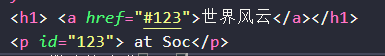 <h1> <a href="#123">世界风云</a></h1>
<p id="123"> at Soc</p>